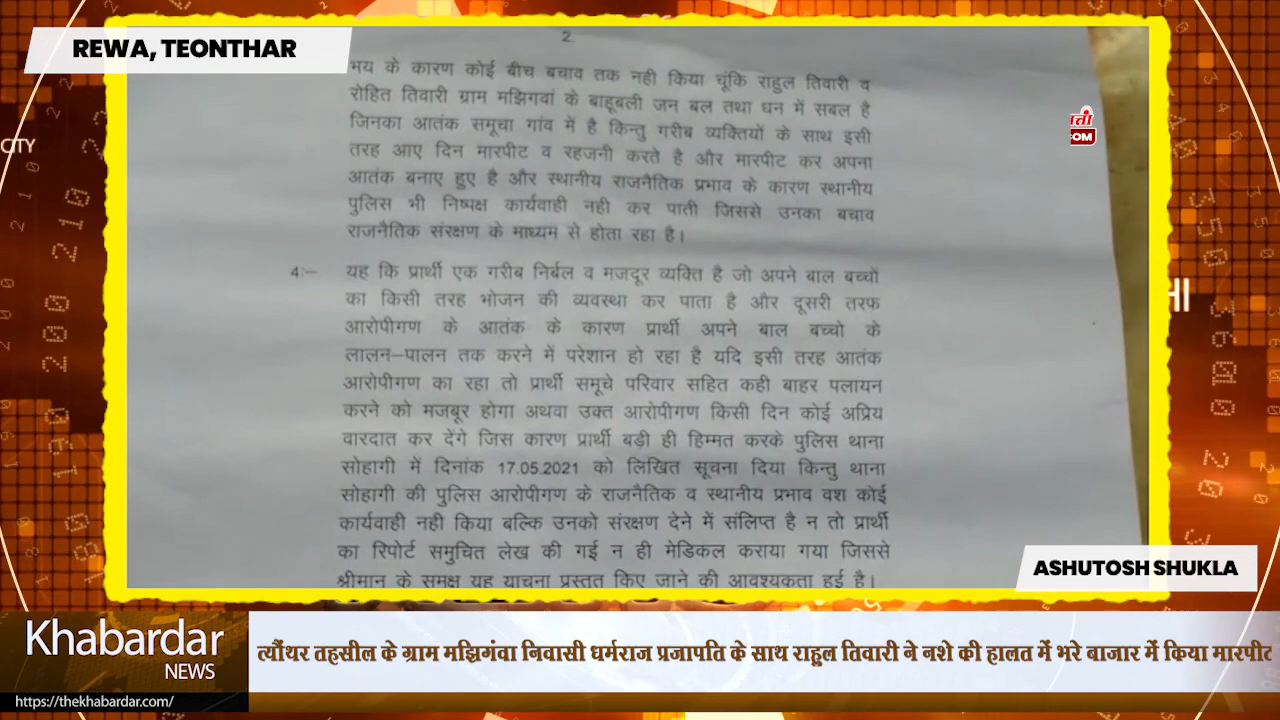 REWA, TEONTHAR
CITY
2
भय के कारण कोई बीच बचाव तक नही किया चूंकि राहुल तिवारी व
रोहित तिवारी ग्राम मझिगवां के बाहूबली जन बल तथा धन में सबल है
जिनका आतंक समूचा गांव में है किन्तु गरीब व्यक्तियों के साथ इसी
तरह आए दिन मारपीट व रहजनी करते है और मारपीट कर अपना
आतंक बनाए हुए है और स्थानीय राजनैतिक प्रभाव के कारण स्थानीय
पुलिस भी निष्पक्ष कार्यवाही नही कर पाती जिससे उनका बचाव
राजनैतिक संरक्षण के माध्यम से होता रहा है।
4:– यह कि प्रार्थी एक गरीब निर्बल व मजदूर व्यक्ति है जो अपने बाल बच्चों
का किसी तरह भोजन की व्यवस्था कर पाता है और दूसरी तरफ
आरोपीगण के आतंक के कारण प्रार्थी अपने बाल बच्चो के
लालन–पालन तक करने में परेशान हो रहा है यदि इसी तरह आतंक
आरोपीगण का रहा तो प्रार्थी समूचे परिवार सहित कही बाहर पलायन
करने को मजबूर होगा अथवा उक्त आरोपीगण किसी दिन कोई अप्रिय
वारदात कर देंगे जिस कारण प्रार्थी बड़ी ही हिम्मत करके पुलिस थाना
सोहागी में दिनांक 17.05.2021 को लिखित सूचना दिया किन्तु थाना
सोहागी की पुलिस आरोपीगण के राजनैतिक व स्थानीय प्रभाव वश कोई
कार्यवाही नही किया बल्कि उनको संरक्षण देने में संलिप्त है न तो प्रार्थी
का रिपोर्ट समुचित लेख की गई न ही मेडिकल कराया गया जिससे
श्रीमान के समक्ष यह याचना प्रस्तुत किए जाने की आवश्यकता हुई है।
ASHUTOSH SHUKLA
Khabardar
NEWS
त्यौंथर तहसील के ग्राम मझिगंवा निवासी धर्मराज प्रजापति के साथ राहुल तिवारी ने नशे की हालत में भरे बाजार में किया मारपीट
https://thekhabardar.com/